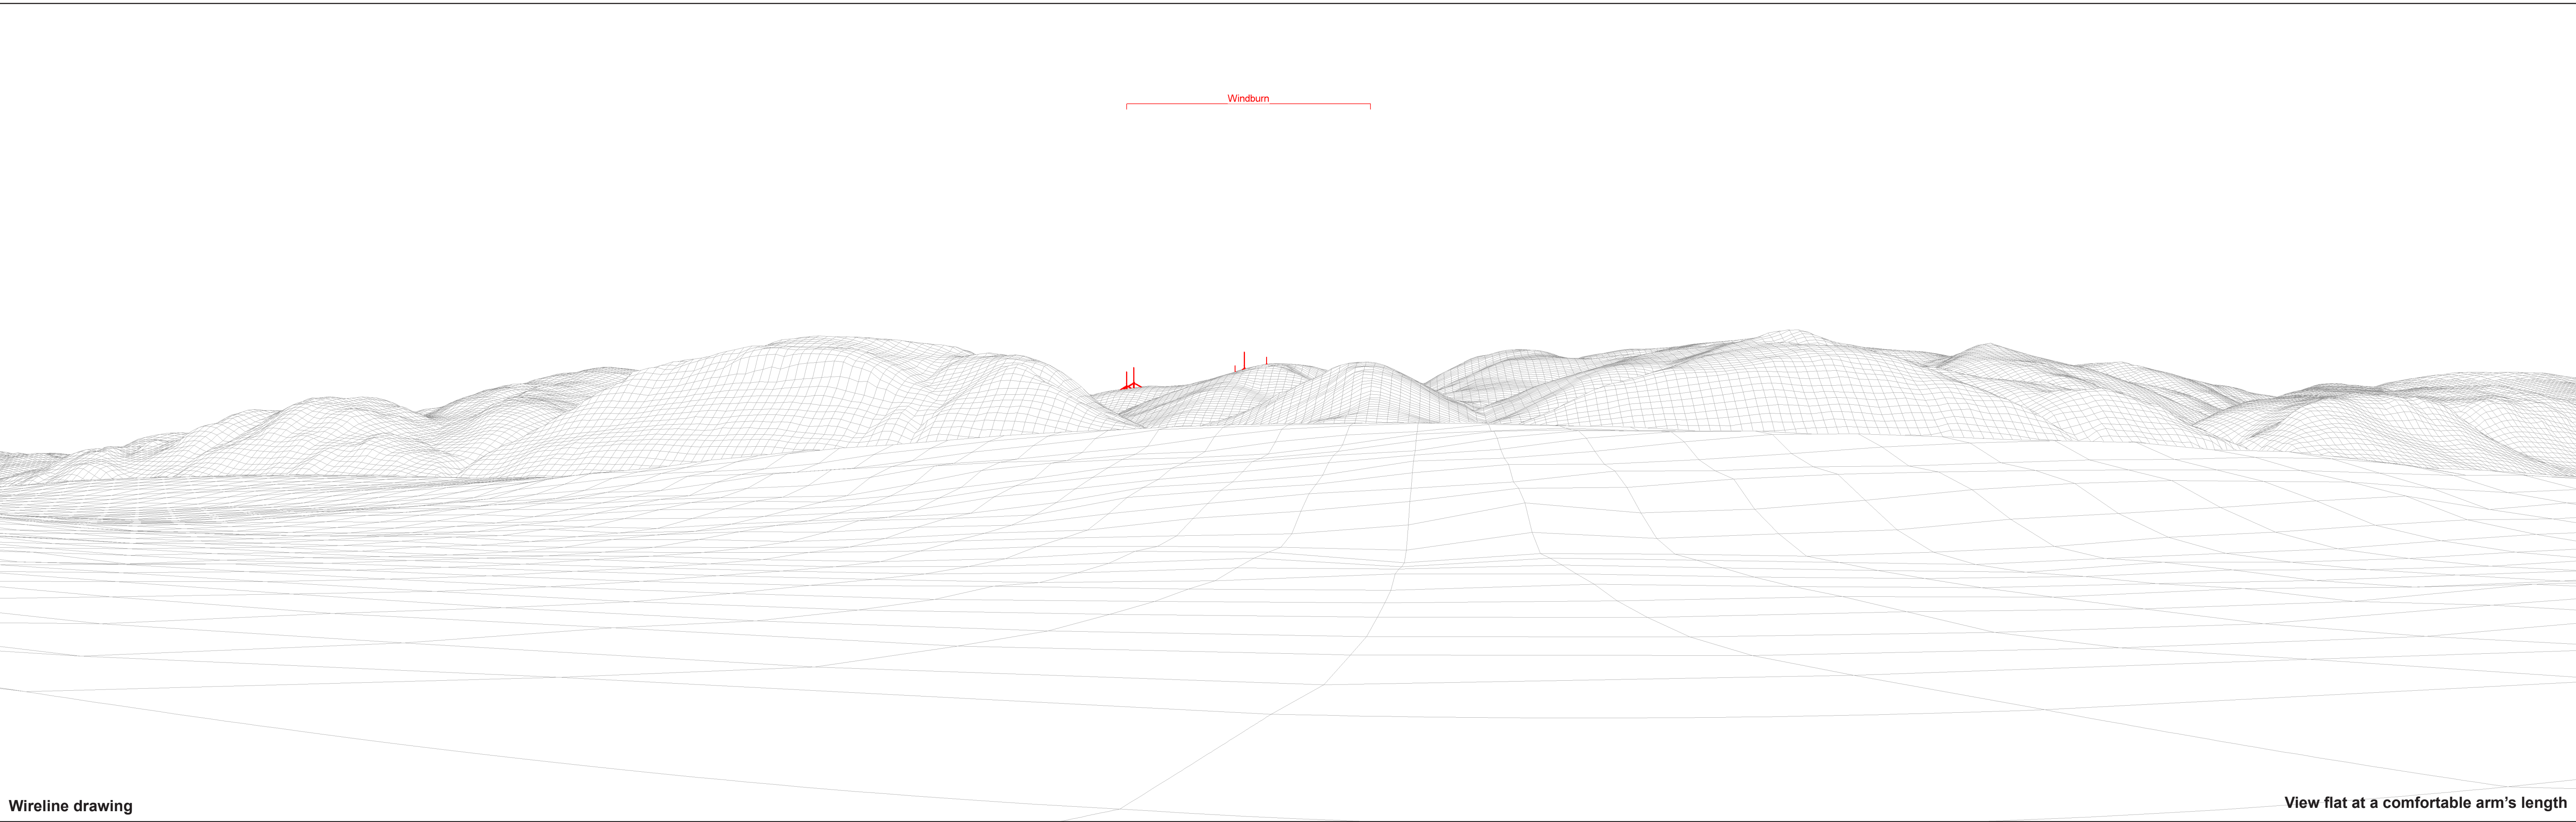 Windburn
Wireline drawing
View flat at a comfortable arm's length